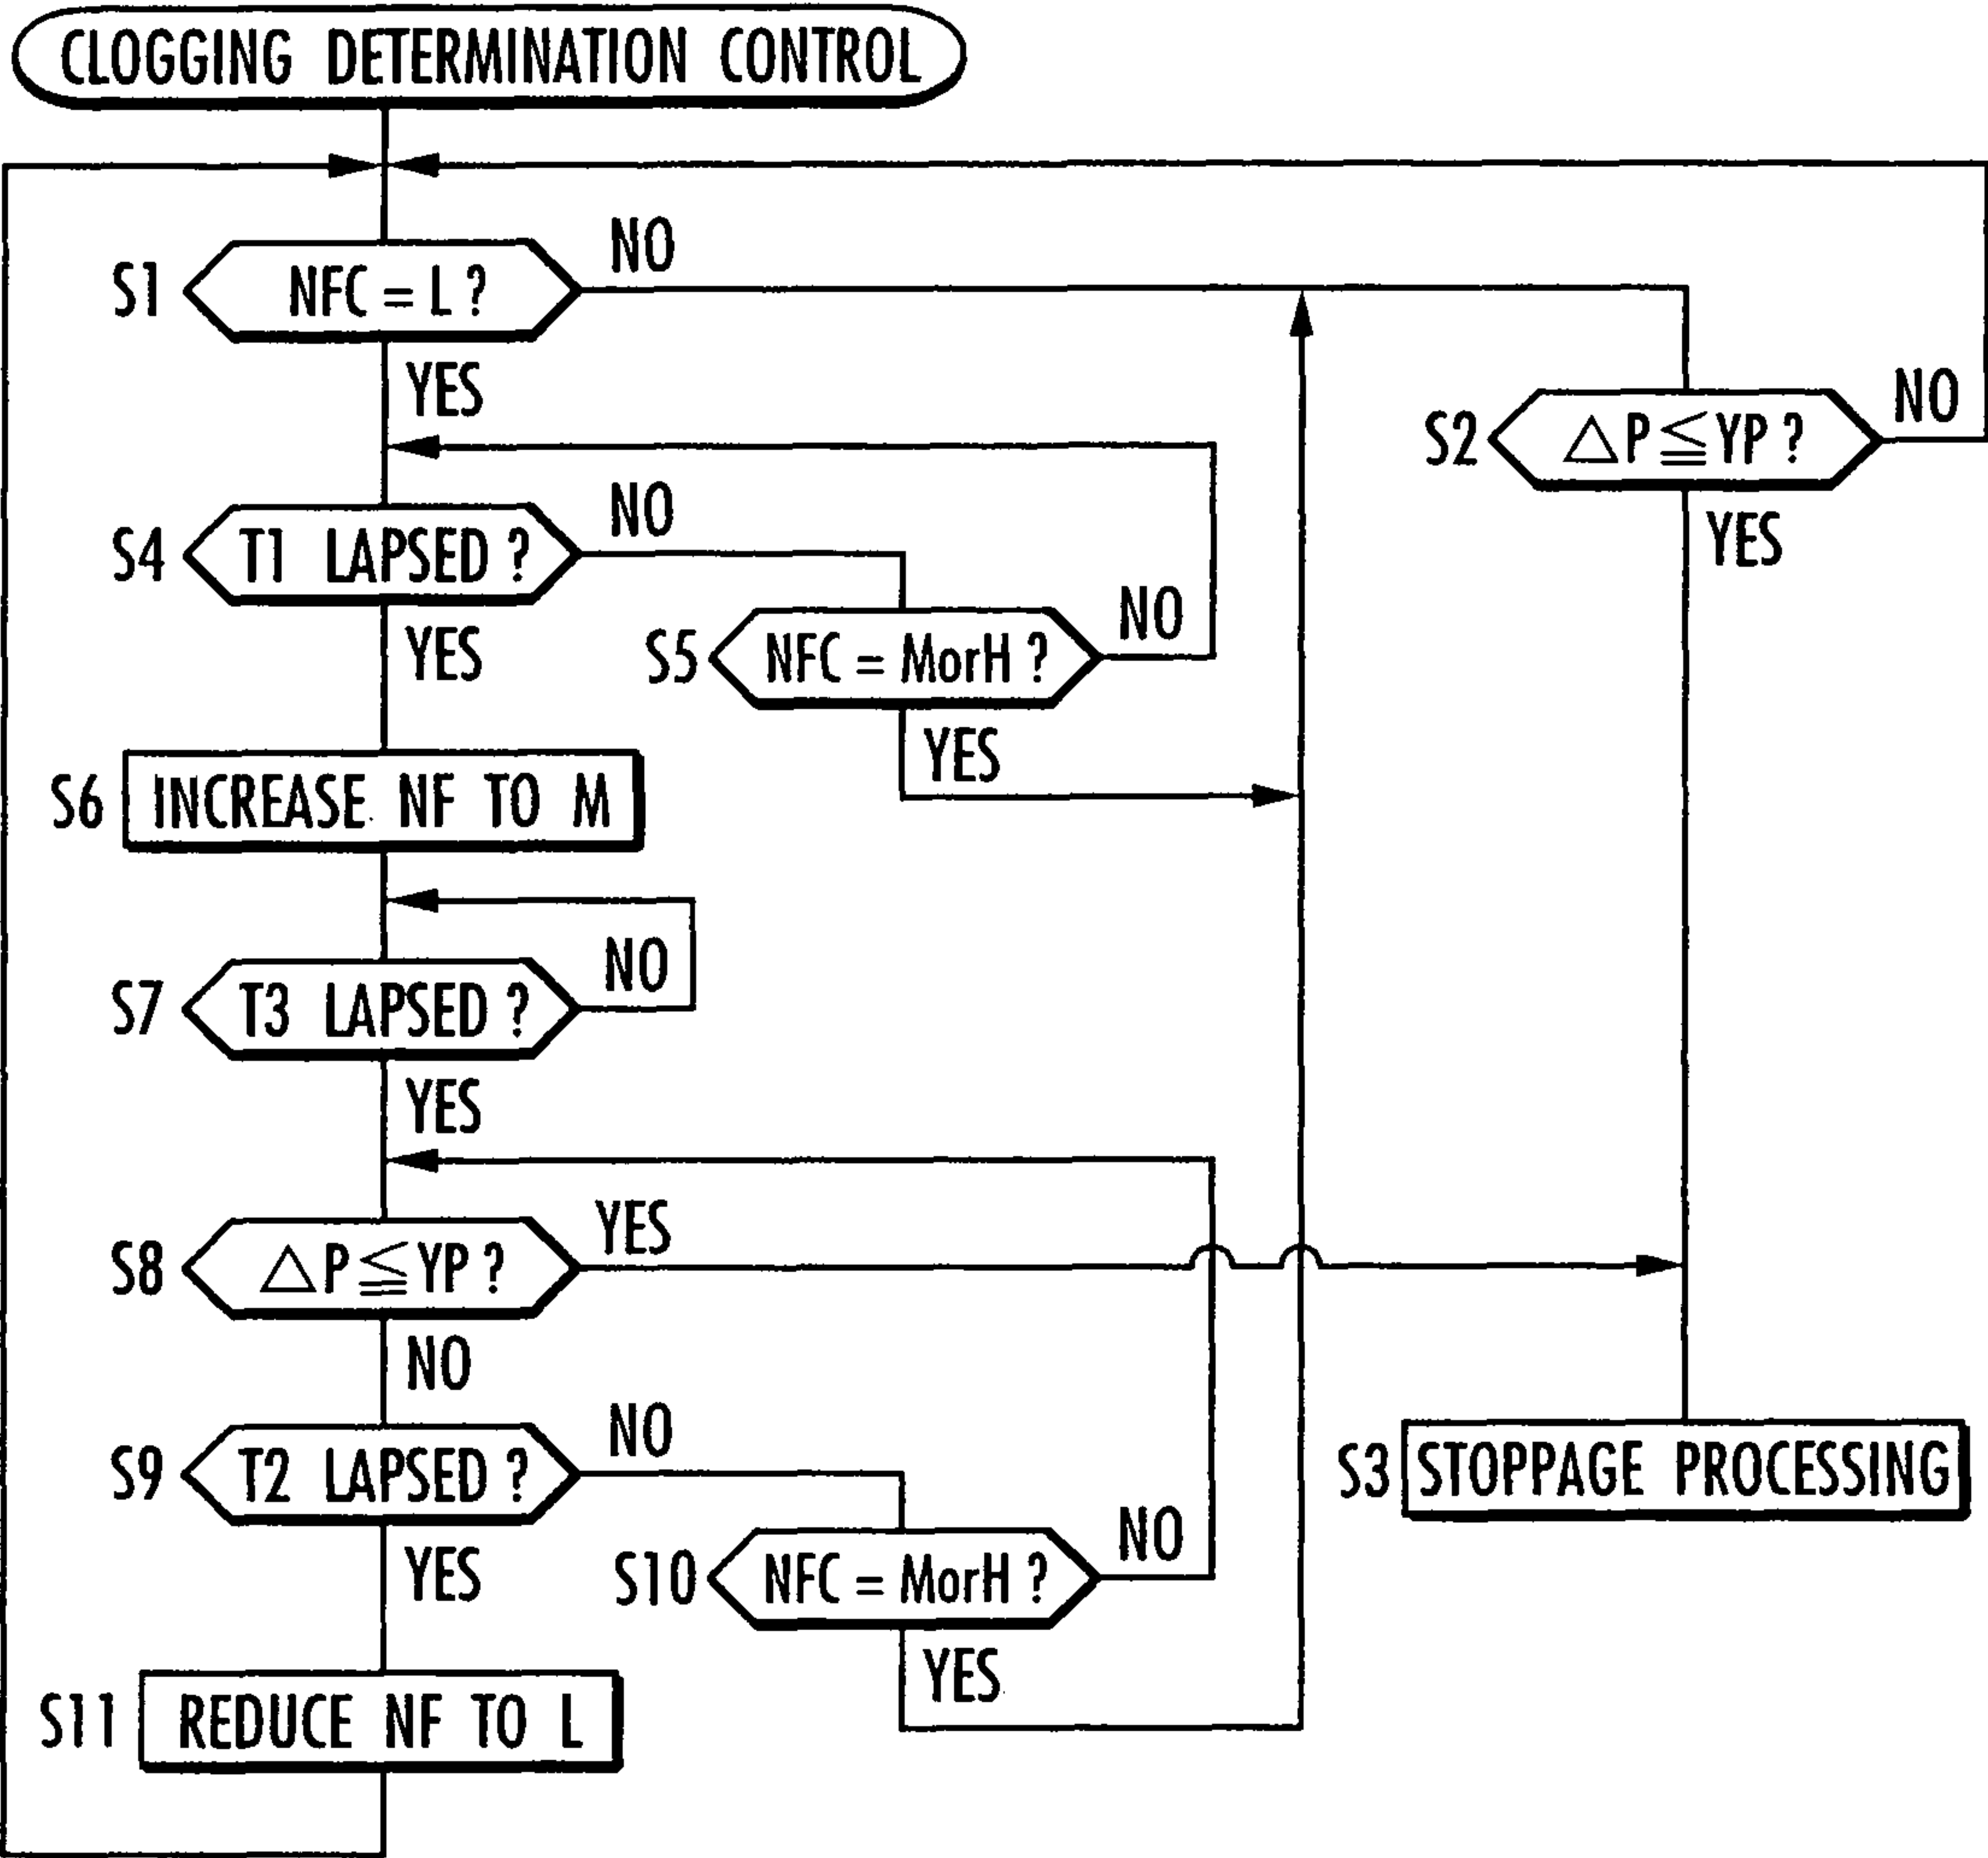 CLOGGING DETERMINATION CONTROL
NO
S1 NFC = L ?
YES
NO
S2 △P ≦ YP ?
YES
NO
S4 T1 LAPSED ?
YES
NO
S5 NFC = MorH ?
YES
S6 INCREASE NF TO M
NO
S7 T3 LAPSED ?
YES
YES
S8 △P ≦ YP ?
NO
NO
S9 T2 LAPSED ?
YES
S3 STOPPAGE PROCESSING
NO
S10 NFC = MorH ?
YES
S11 REDUCE NF TO L